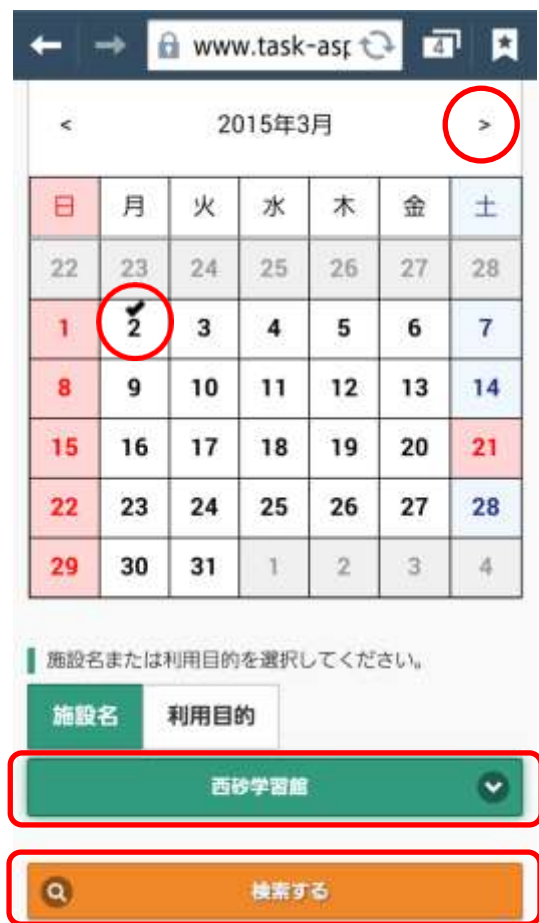 www.task-asp 4
< 2015年3月 >
日 月 火 水 木 金 土
22 23 24 25 26 27 28
1 2 3 4 5 6 7
8 9 10 11 12 13 14
15 16 17 18 19 20 21
22 23 24 25 26 27 28
29 30 31 1 2 3 4
施設名または利用目的を選択してください。
施設名 利用目的
西砂学習館
検索する